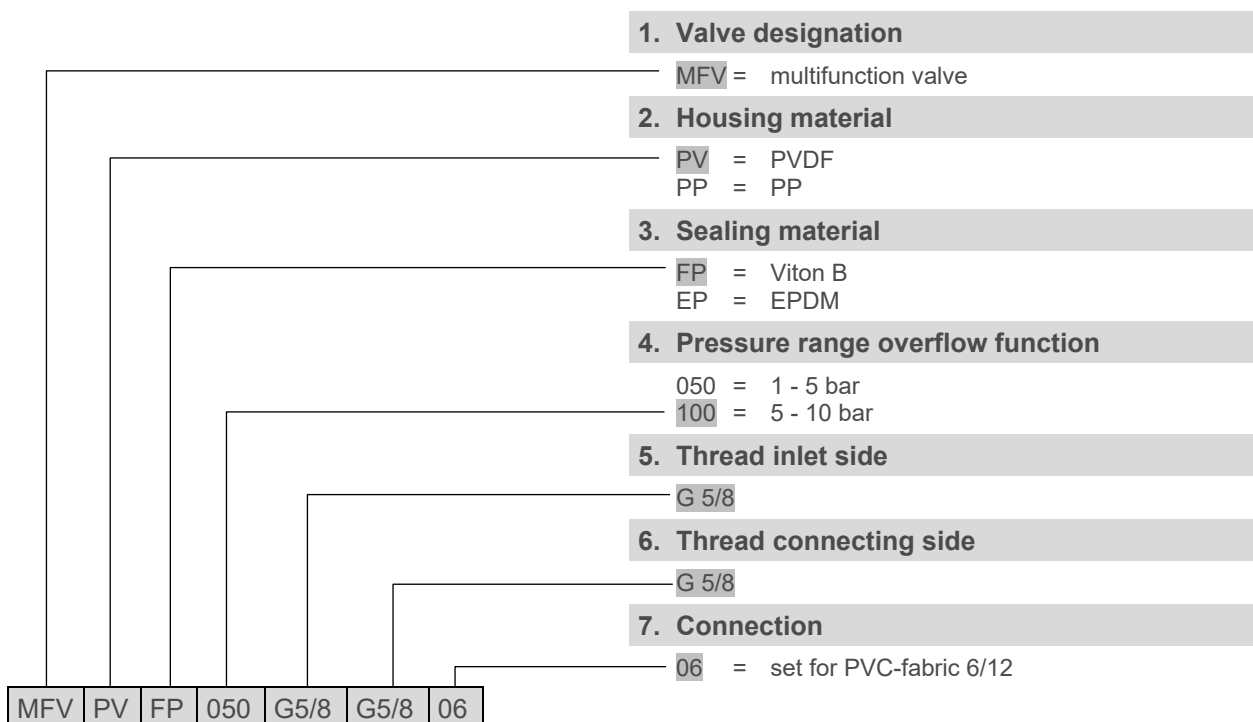 1. Valve designation
MFV = multifunction valve
2. Housing material
PV = PVDF
PP = PP
3. Sealing material
FP = Viton B
EP = EPDM
4. Pressure range overflow function
050 = 1 - 5 bar
100 = 5 - 10 bar
5. Thread inlet side
G 5/8
6. Thread connecting side
G 5/8
7. Connection
06 = set for PVC-fabric 6/12
MFV PV FP 050 G5/8 G5/8 06